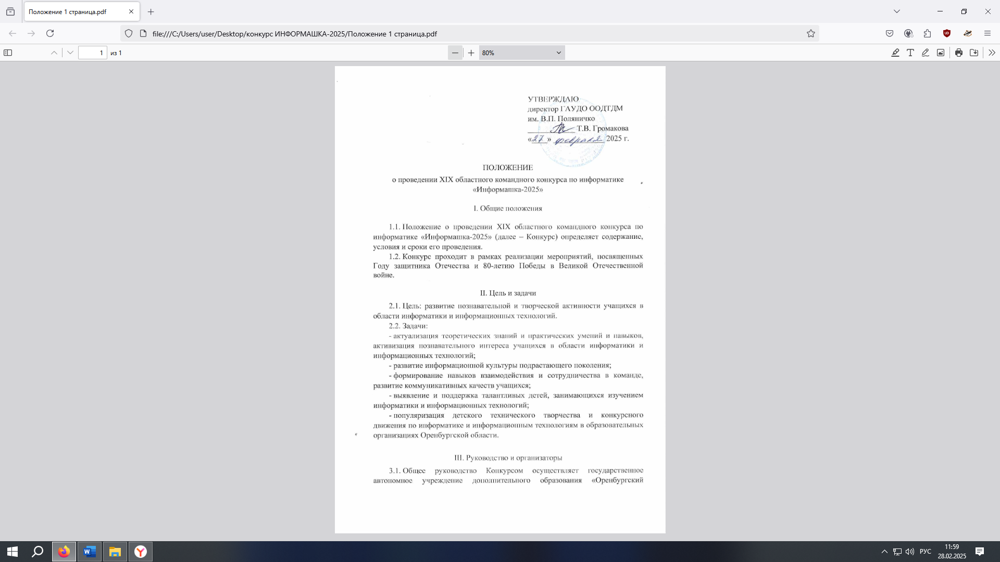 Положение 1 страница.pdf
file:///C:/Users/user/Desktop/конкурс ИНФОРМАШКА-2025/Положение 1 страница.pdf
1 из 1
80%
УТВЕРЖДАЮ
директор ГАУДО ООДТДМ
им. В.П. Поляничко
Т.В. Громакова
«27» февраля 2025 г.
ПОЛОЖЕНИЕ
о проведении XIX областного командного конкурса по информатике
«Информашка-2025»
I. Общие положения
1.1. Положение о проведении XIX областного командного конкурса по
информатике «Информашка-2025» (далее – Конкурс) определяет содержание,
условия и сроки его проведения.
1.2. Конкурс проходит в рамках реализации мероприятий, посвященных
Году защитника Отечества и 80-летию Победы в Великой Отечественной
войне.
II. Цель и задачи
2.1. Цель: развитие познавательной и творческой активности учащихся в
области информатики и информационных технологий.
2.2. Задачи:
- актуализация теоретических знаний и практических умений и навыков,
активизация познавательного интереса учащихся в области информатики и
информационных технологий;
- развитие информационной культуры подрастающего поколения;
- формирование навыков взаимодействия и сотрудничества в команде,
развитие коммуникативных качеств учащихся;
- выявление и поддержка талантливых детей, занимающихся изучением
информатики и информационных технологий;
- популяризация детского технического творчества и конкурсного
движения по информатике и информационным технологиям в образовательных
организациях Оренбургской области.
III. Руководство и организаторы
3.1. Общее руководство Конкурсом осуществляет государственное
автономное учреждение дополнительного образования «Оренбургский
РУС
11:59
28.02.2025